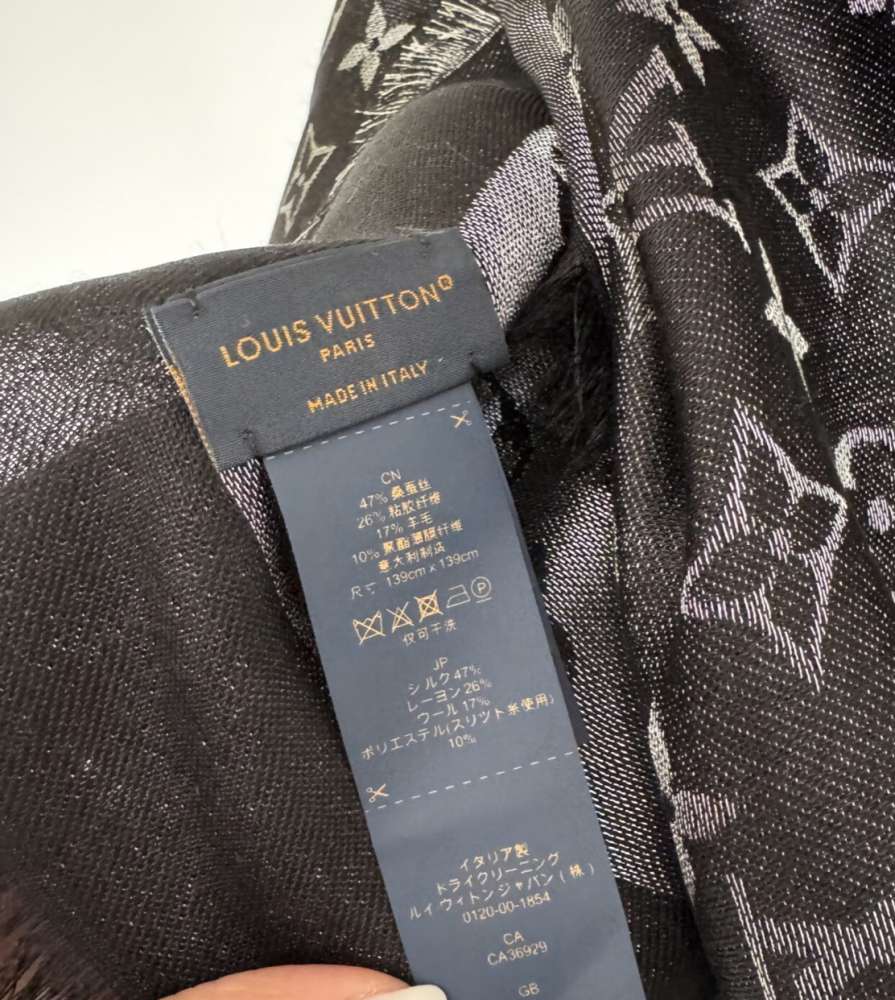 LOUIS VUITTON
PARIS
MADE IN ITALY
CN
47% 桑蚕丝
26% 粘胶纤维
17% 羊毛
10% 聚酯薄膜纤维
意大利制造
尺寸 139cm x 139cm
仅可干洗
JP
シルク 47%
レーヨン 26%
ウール 17%
ポリエステル(スリット糸使用)
10%
イタリア製
ドライクリーニング
ルイ ヴィトンジャパン(株)
0120-00-1854
CA
CA36929
GB